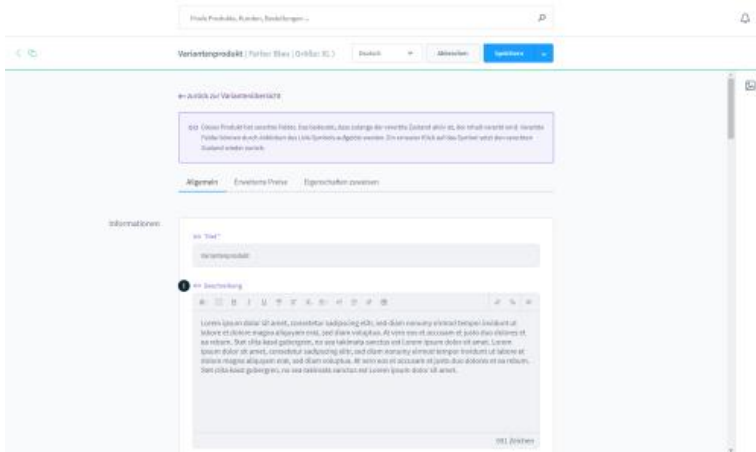 Finde Produkte, Kunden, Bestellungen ...
Variantenprodukt (Farbe: Blau | Größe: XL)
Deutsch
Abbrechen
Speichern
← zurück zur Variantenübersicht
Dieses Produkt hat vererbte Felder. Das bedeutet, dass solange der vererbte Zustand aktiv ist, der Inhalt vererbt wird. Vererbte
Felder können durch Anklicken des Link-Symbols aufgelöst werden. Ein erneuter Klick auf das Symbol setzt den vererbten
Zustand wieder zurück.
Allgemein
Erweiterte Preise
Eigenschaften zuweisen
Informationen
Titel *
Variantenprodukt
1
Beschreibung
Lorem ipsum dolor sit amet, consetetur sadipscing elitr, sed diam nonumy eirmod tempor invidunt ut
labore et dolore magna aliquyam erat, sed diam voluptua. At vero eos et accusam et justo duo dolores et
ea rebum. Stet clita kasd gubergren, no sea takimata sanctus est Lorem ipsum dolor sit amet. Lorem
ipsum dolor sit amet, consetetur sadipscing elitr, sed diam nonumy eirmod tempor invidunt ut labore et
dolore magna aliquyam erat, sed diam voluptua. At vero eos et accusam et justo duo dolores et ea rebum.
Stet clita kasd gubergren, no sea takimata sanctus est Lorem ipsum dolor sit amet.
591 Zeichen